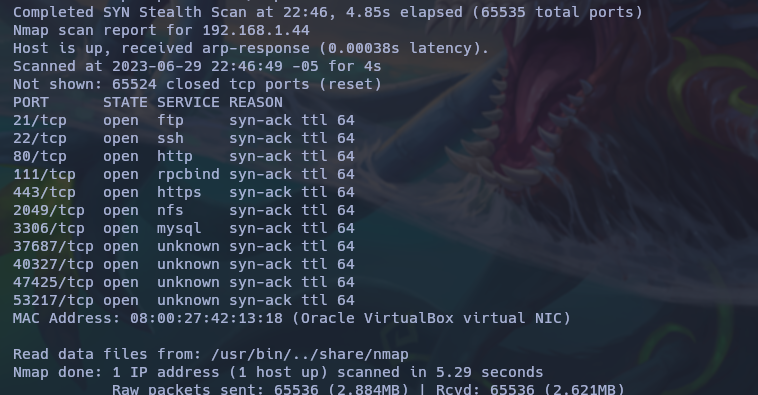 Completed SYN Stealth Scan at 22:46, 4.85s elapsed (65535 total ports)
Nmap scan report for 192.168.1.44
Host is up, received arp-response (0.00038s latency).
Scanned at 2023-06-29 22:46:49 -05 for 4s
Not shown: 65524 closed tcp ports (reset)
PORT      STATE SERVICE REASON
21/tcp    open  ftp     syn-ack ttl 64
22/tcp    open  ssh     syn-ack ttl 64
80/tcp    open  http    syn-ack ttl 64
111/tcp   open  rpcbind syn-ack ttl 64
443/tcp   open  https   syn-ack ttl 64
2049/tcp  open  nfs     syn-ack ttl 64
3306/tcp  open  mysql   syn-ack ttl 64
37687/tcp open  unknown syn-ack ttl 64
40327/tcp open  unknown syn-ack ttl 64
47425/tcp open  unknown syn-ack ttl 64
53217/tcp open  unknown syn-ack ttl 64
MAC Address: 08:00:27:42:13:18 (Oracle VirtualBox virtual NIC)
Read data files from: /usr/bin/../share/nmap
Nmap done: 1 IP address (1 host up) scanned in 5.29 seconds
Raw packets sent: 65536 (2.884MB) | Rcvd: 65536 (2.621MB)